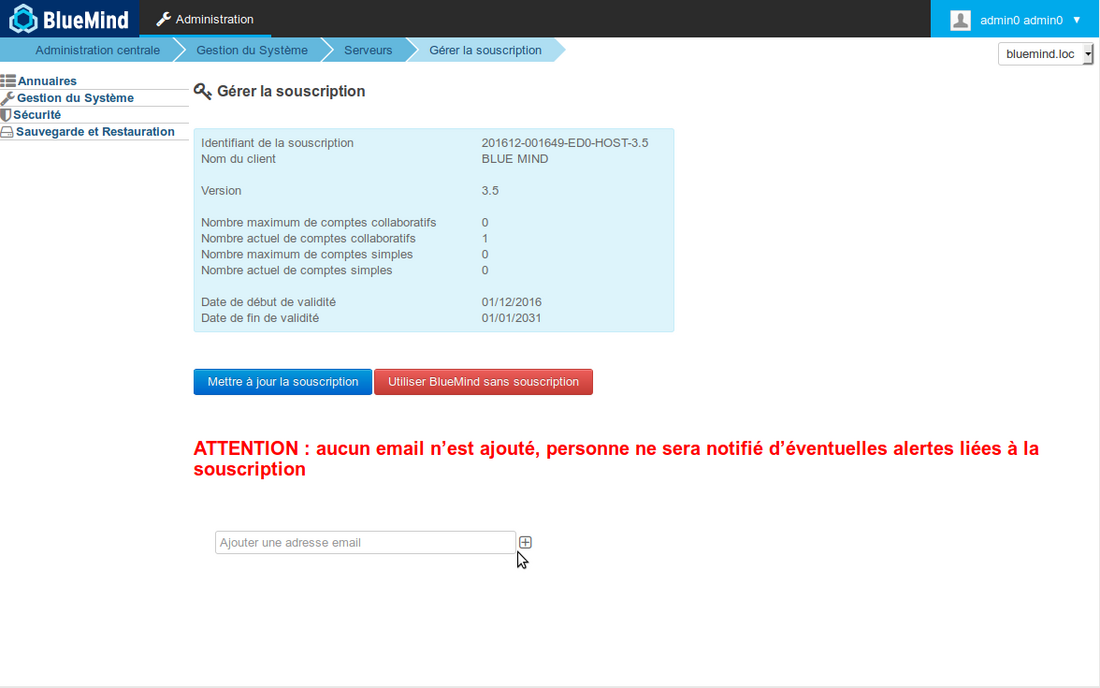 BlueMind
Administration
admin0 admin0 ▼
Administration centrale
Gestion du Système
Serveurs
Gérer la souscription
bluemind.loc
Annuaires
Gestion du Système
Sécurité
Sauvegarde et Restauration
Gérer la souscription
Identifiant de la souscription 201612-001649-ED0-HOST-3.5
Nom du client BLUE MIND
Version 3.5
Nombre maximum de comptes collaboratifs 0
Nombre actuel de comptes collaboratifs 1
Nombre maximum de comptes simples 0
Nombre actuel de comptes simples 0
Date de début de validité 01/12/2016
Date de fin de validité 01/01/2031
Mettre à jour la souscription
Utiliser BlueMind sans souscription
ATTENTION : aucun email n’est ajouté, personne ne sera notifié d’éventuelles alertes liées à la
souscription
Ajouter une adresse email